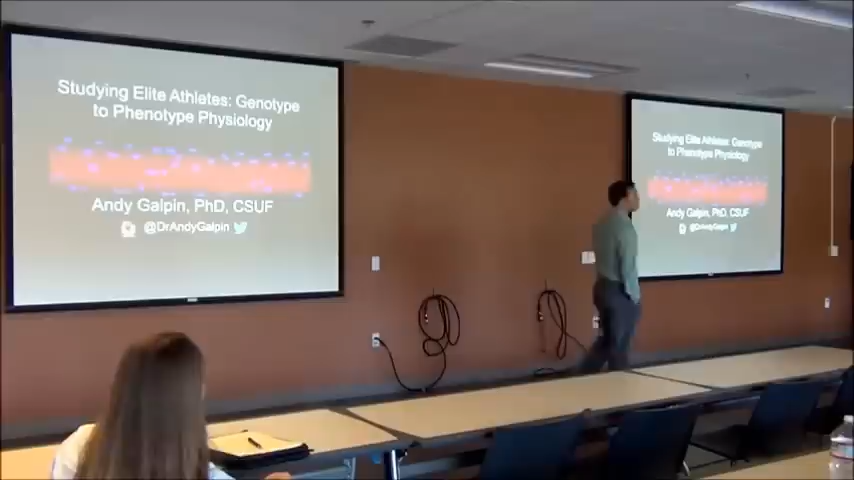 Studying Elite Athletes: Genotype
to Phenotype Physiology
Andy Galpin, PhD, CSUF
@DrAndyGalpin
Studying Elite Athletes: Genotype
to Phenotype Physiology
Andy Galpin, PhD, CSUF
@DrAndyGalpin